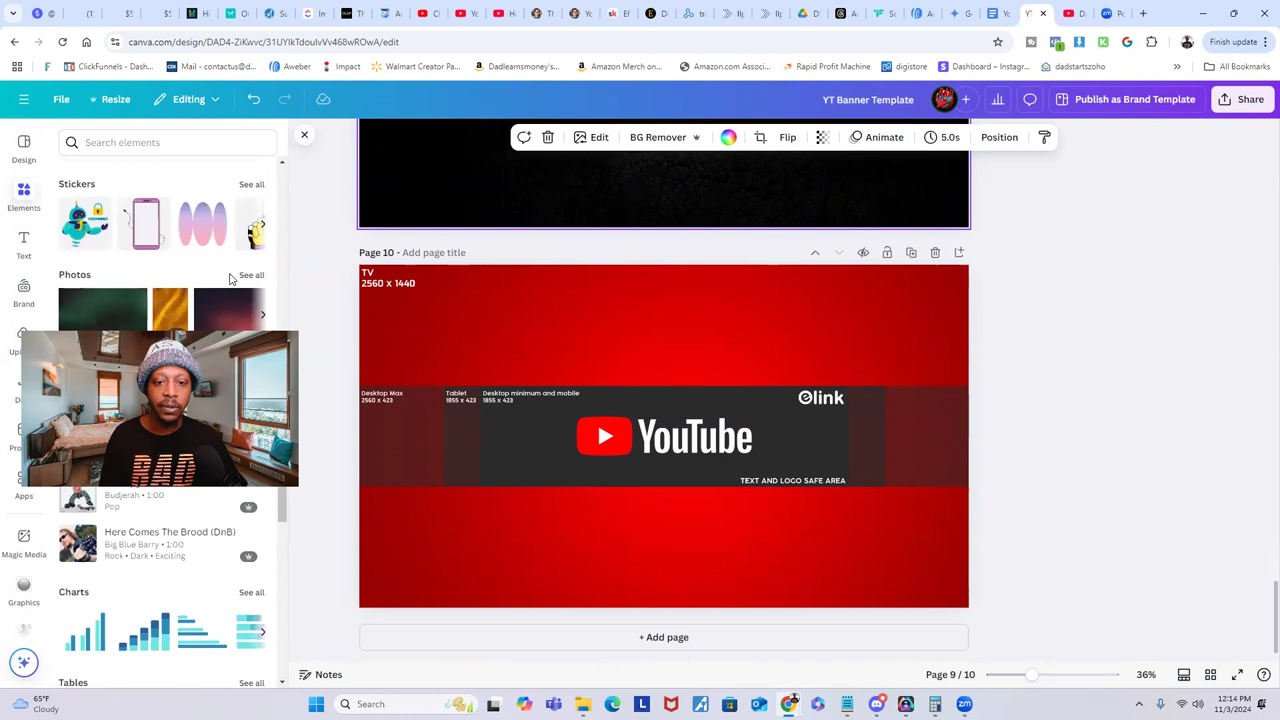 @
$
$
YT
D
Po
canva.com/design/DAD4-ZiKwvc/31UYIkTdoulvVv468wROwA/edit
Finish update
F
ClickFunnels - Dan...
Mail - contactus@d...
Aweber
Impact
Walmart Creator Pa...
Dadlearnsmoney's...
Amazon Merch on...
Amazon.com Associ...
Rapid Profit Machine
digistore
Dashboard – Instag...
dadstartszoho
All Bookmarks
File
Resize
Editing
YT Banner Template
Publish as Brand Template
Share
Search elements
Edit
BG Remover
Flip
Animate
5.0s
Position
Design
Elements
Text
Brand
Apps
Magic Media
Graphics
Stickers
See all
Photos
See all
Budjerah • 1:00
Pop
Here Comes The Brood (DnB)
Big Blue Barry • 1:00
Rock • Dark • Exciting
Charts
See all
Tables
See all
Page 10 - Add page title
TV
2560 x 1440
Desktop Max
2560 x 423
Tablet
1855 x 423
Desktop minimum and mobile
1855 x 423
elink
YouTube
TEXT AND LOGO SAFE AREA
+ Add page
Notes
Page 9 / 10
36%
65°F
Cloudy
Search
12:14 PM
11/3/2024